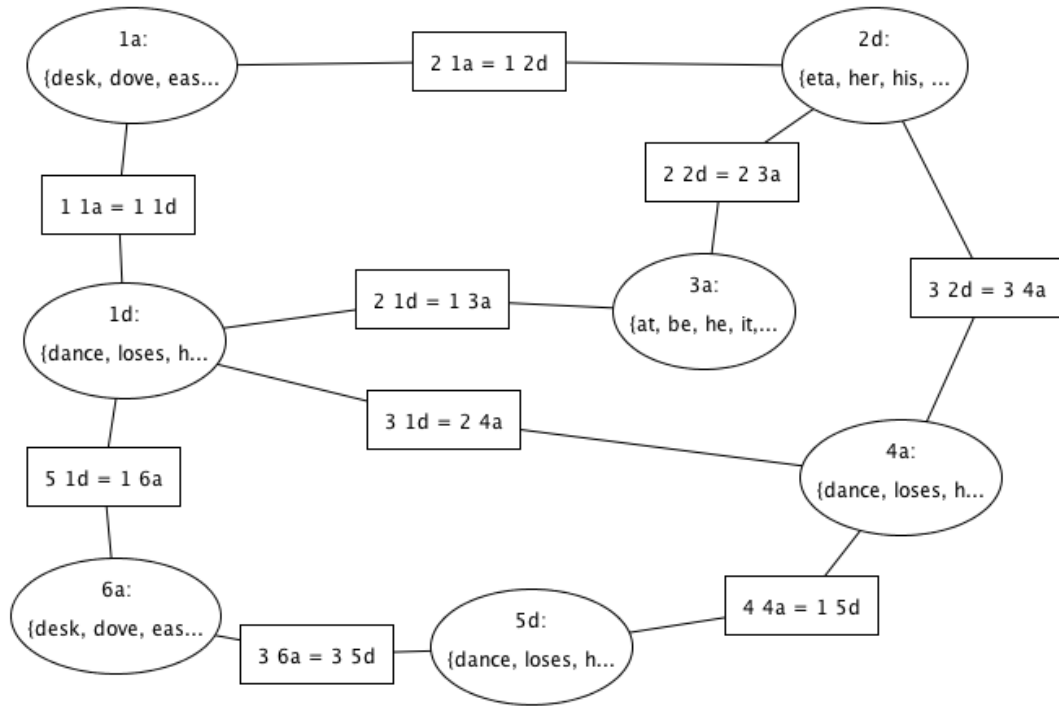 1a:
{desk, dove, eas...
2 1a = 1 2d
2d:
{eta, her, his, ...
2 2d = 2 3a
1 1a = 1 1d
3 2d = 3 4a
3a:
{at, be, he, it,...
2 1d = 1 3a
1d:
{dance, loses, h...
3 1d = 2 4a
4a:
{dance, loses, h...
5 1d = 1 6a
6a:
{desk, dove, eas...
4 4a = 1 5d
5d:
{dance, loses, h...
3 6a = 3 5d